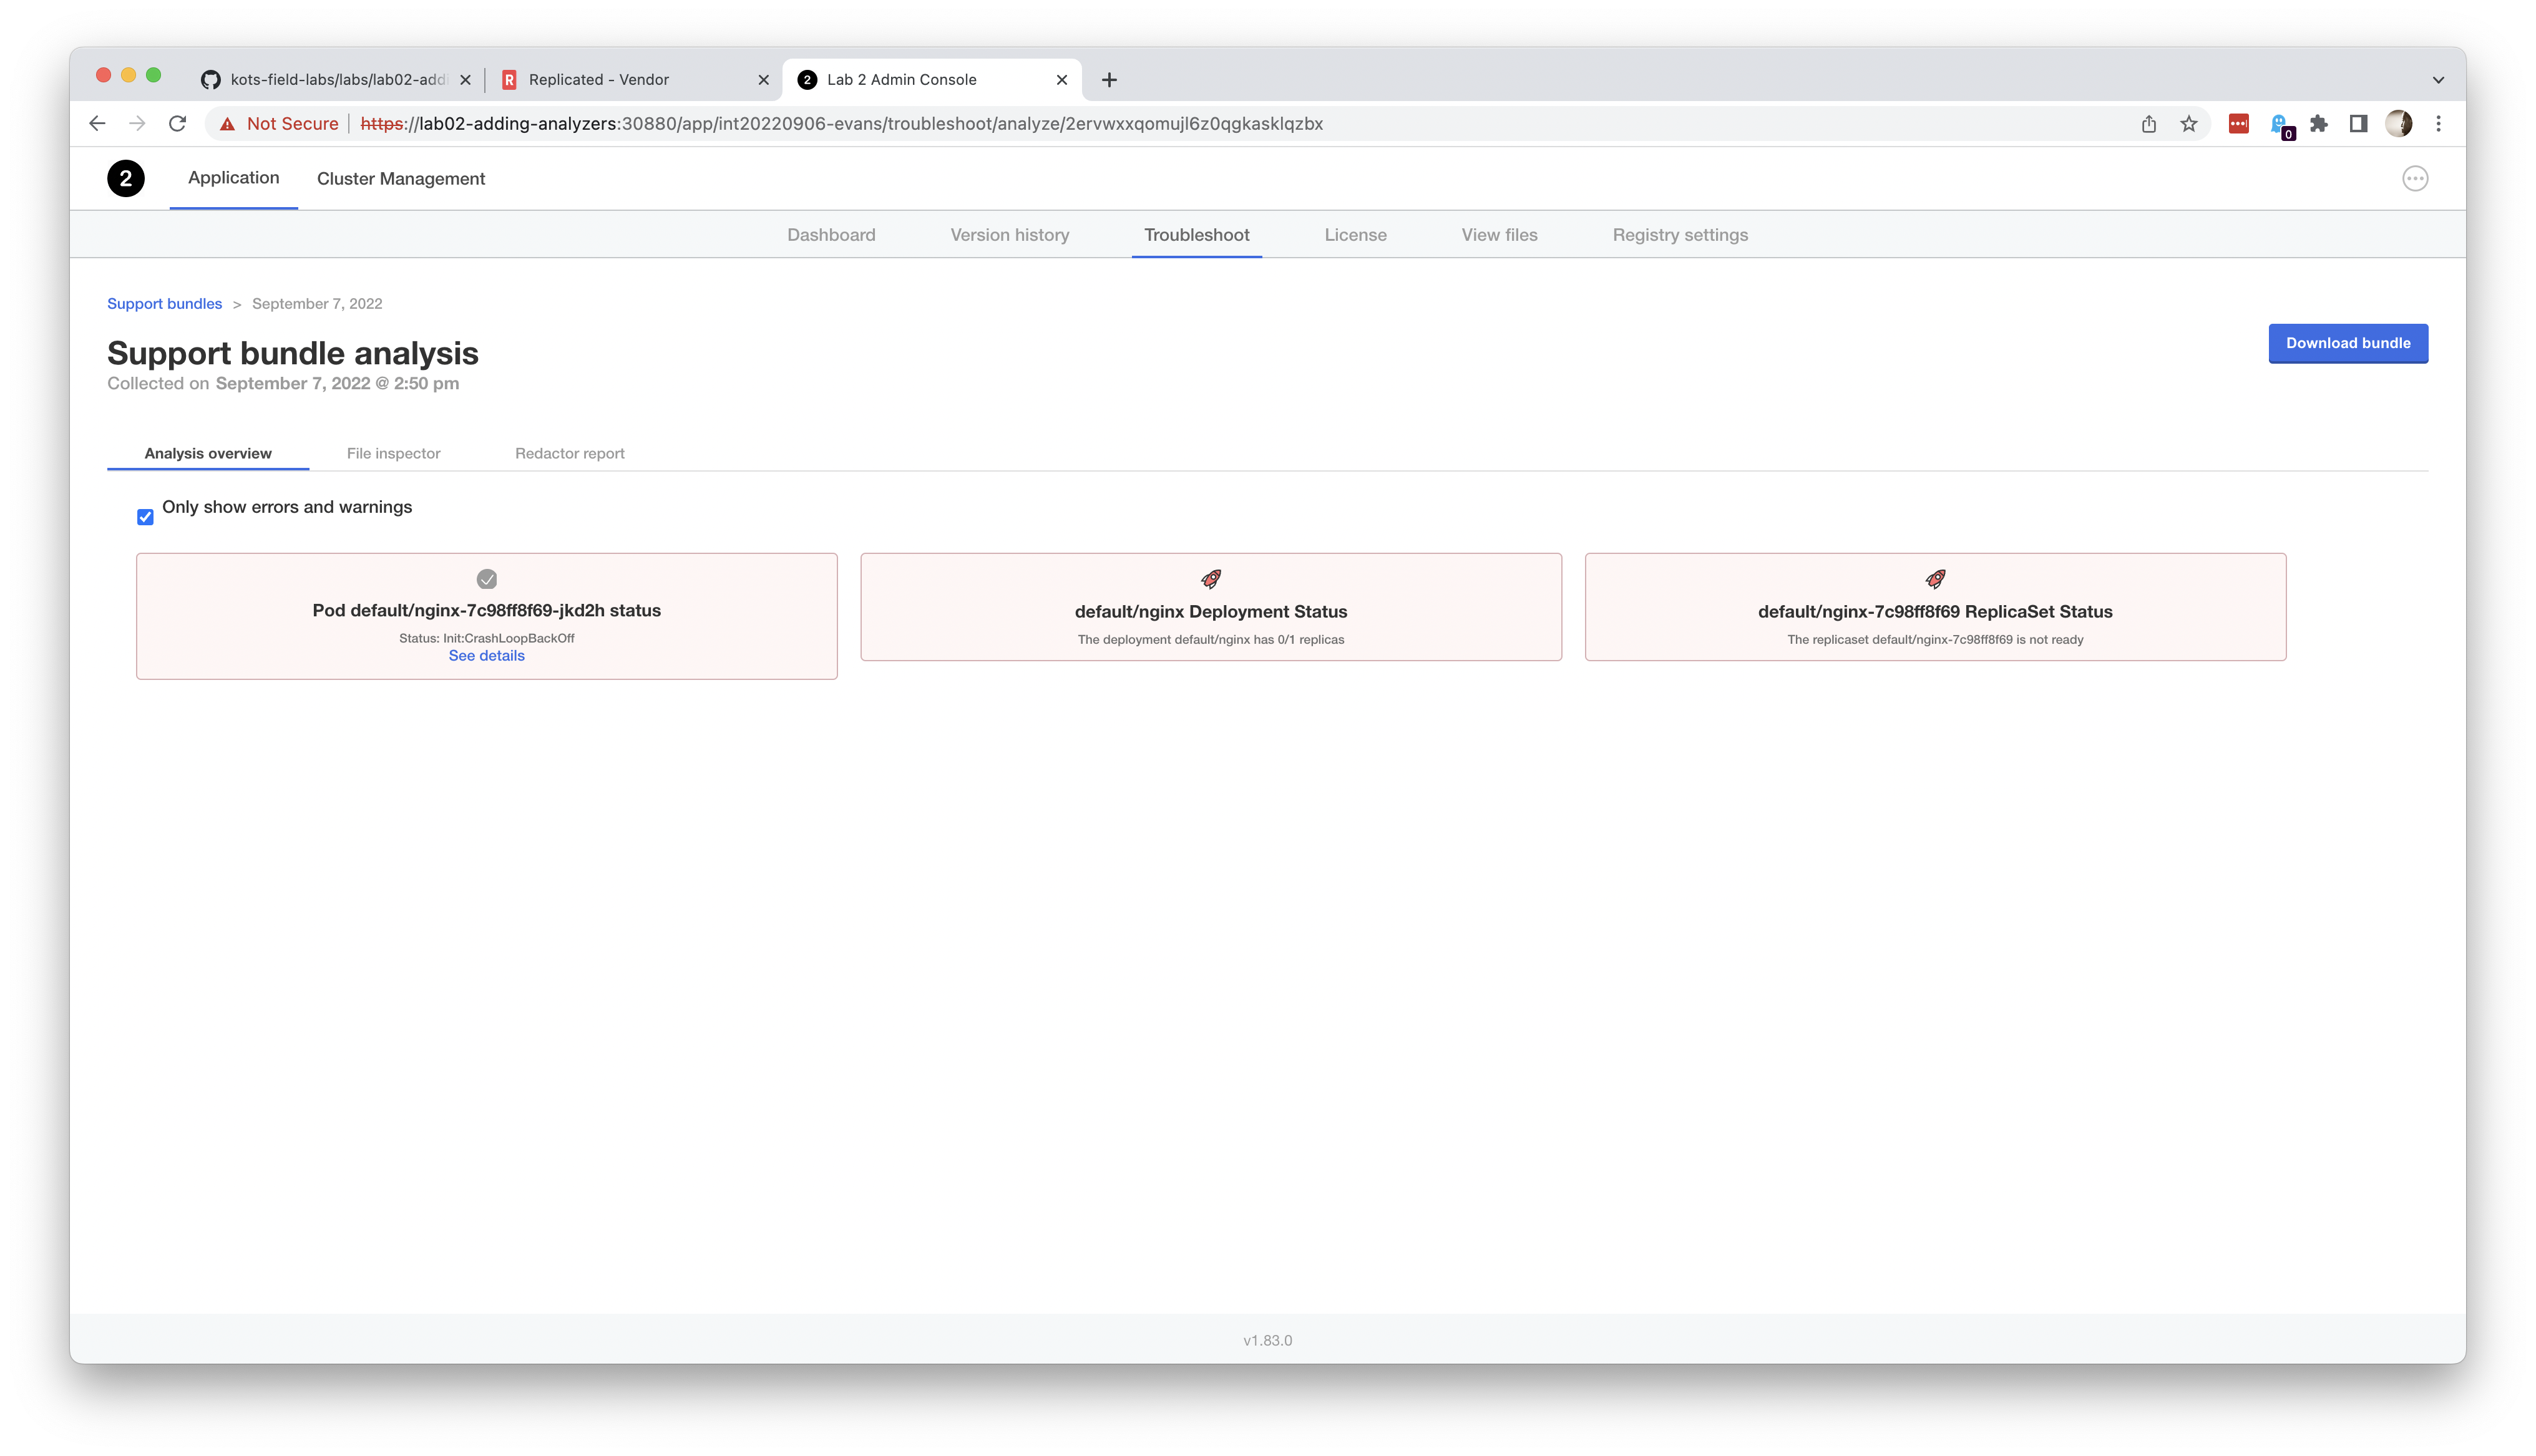 kots-field-labs/labs/lab02-add
R Replicated - Vendor
2 Lab 2 Admin Console
Not Secure https://lab02-adding-analyzers:30880/app/int20220906-evans/troubleshoot/analyze/2ervwxxqomujl6z0qgkasklqzbx
0
2 Application Cluster Management
Dashboard Version history Troubleshoot License View files Registry settings
Support bundles > September 7, 2022
Support bundle analysis
Download bundle
Collected on September 7, 2022 @ 2:50 pm
Analysis overview File inspector Redactor report
Only show errors and warnings
Pod default/nginx-7c98ff8f69-jkd2h status
Status: Init:CrashLoopBackOff
See details
default/nginx Deployment Status
The deployment default/nginx has 0/1 replicas
default/nginx-7c98ff8f69 ReplicaSet Status
The replicaset default/nginx-7c98ff8f69 is not ready
v1.83.0